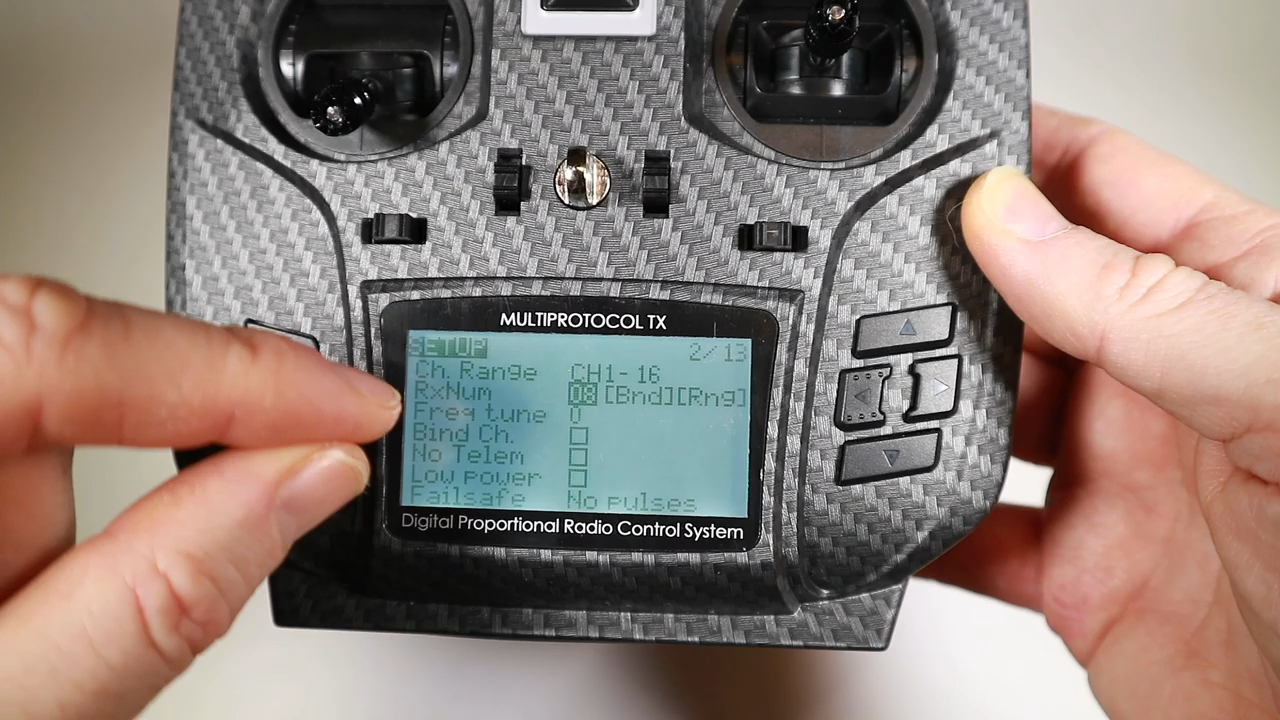 MULTIPROTOCOL TX
SETUP 2/13
Ch. Range CH1-16
RxNum 08 [Bnd][Rng]
Freq tune 0
Bind Ch.
No Telem
Low power
Failsafe No pulses
Digital Proportional Radio Control System